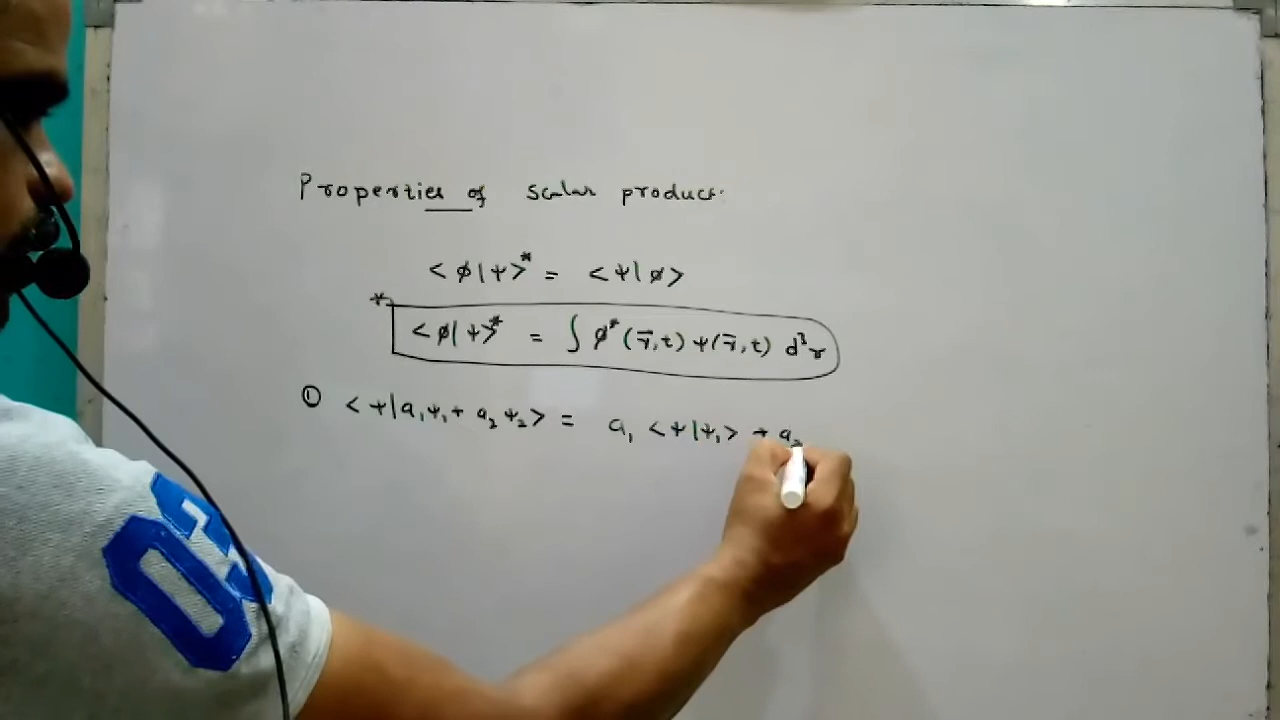 Properties of scalar product.
<φ|ψ>* = <ψ|φ>
* <φ|ψ>* = ∫ φ*(r⃗,t) ψ(r⃗,t) d³r
① <ψ|a₁ψ₁ + a₂ψ₂> = a₁ <ψ|ψ₁> + a₂